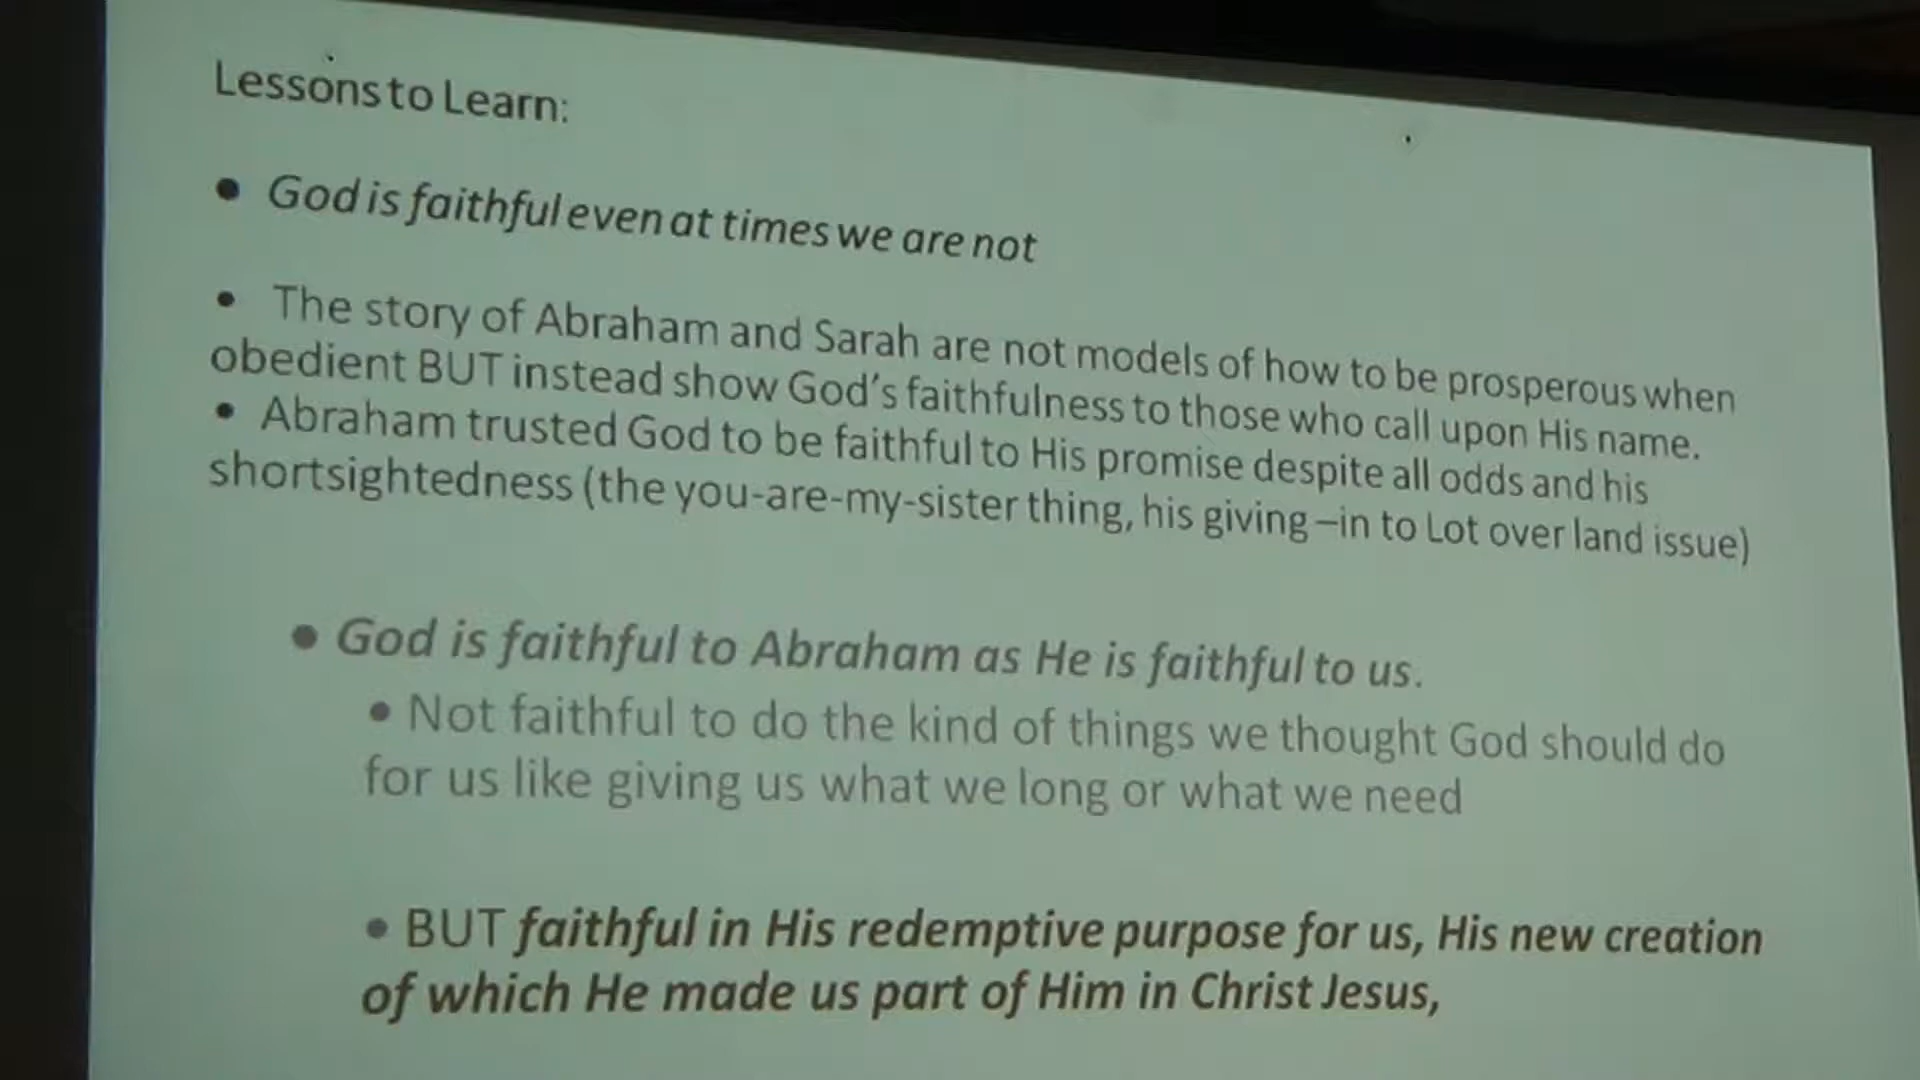 Lessons to Learn:
• God is faithful even at times we are not
• The story of Abraham and Sarah are not models of how to be prosperous when
obedient BUT instead show God's faithfulness to those who call upon His name.
• Abraham trusted God to be faithful to His promise despite all odds and his
shortsightedness (the you-are-my-sister thing, his giving –in to Lot over land issue)
• God is faithful to Abraham as He is faithful to us.
• Not faithful to do the kind of things we thought God should do
for us like giving us what we long or what we need
• BUT faithful in His redemptive purpose for us, His new creation
of which He made us part of Him in Christ Jesus,